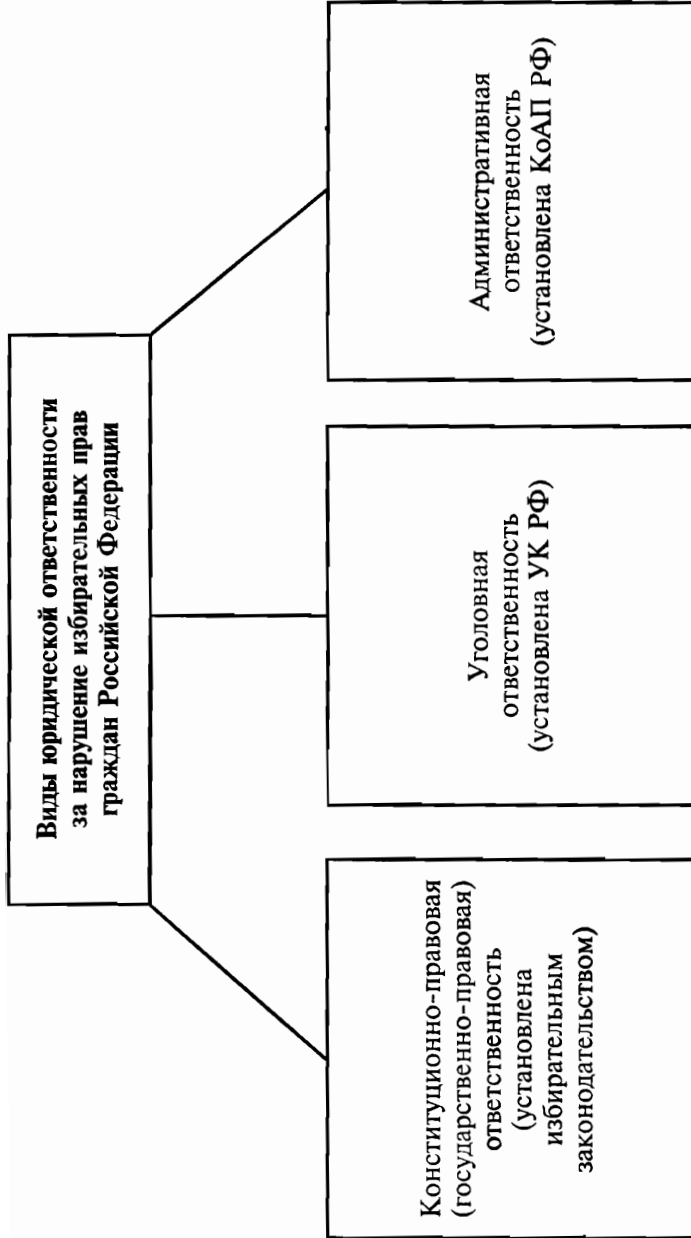 Виды юридической ответственности
за нарушение избирательных прав
граждан Российской Федерации
Конституционно-правовая
(государственно-правовая)
ответственность
(установлена
избирательным
законодательством)
Уголовная
ответственность
(установлена УК РФ)
Административная
ответственность
(установлена КоАП РФ)